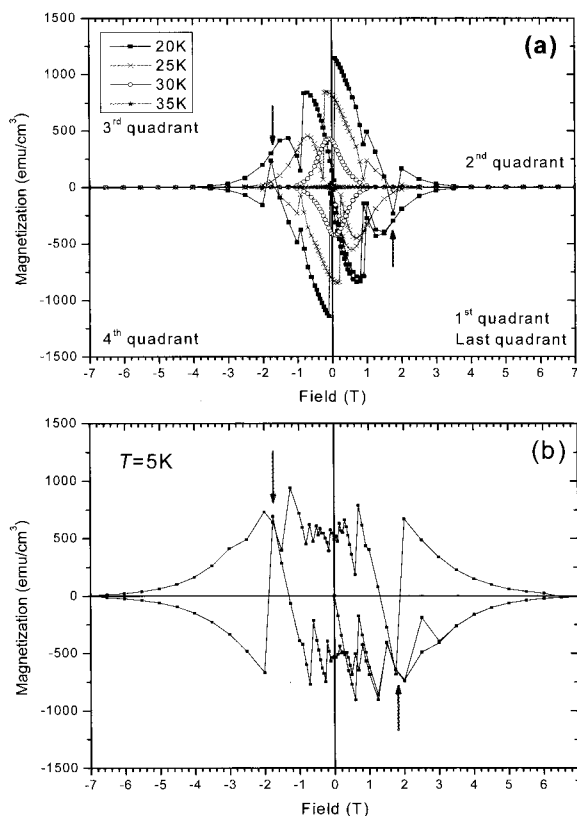 (a)
20K
25K
30K
35K
3rd quadrant
2nd quadrant
4th quadrant
1st quadrant
Last quadrant
Magnetization (emu/cm³)
1500
1000
500
0
-500
-1000
-1500
-7 -6 -5 -4 -3 -2 -1 0 1 2 3 4 5 6 7
Field (T)
(b)
T=5K
Magnetization (emu/cm³)
1500
1000
500
0
-500
-1000
-1500
-7 -6 -5 -4 -3 -2 -1 0 1 2 3 4 5 6 7
Field (T)